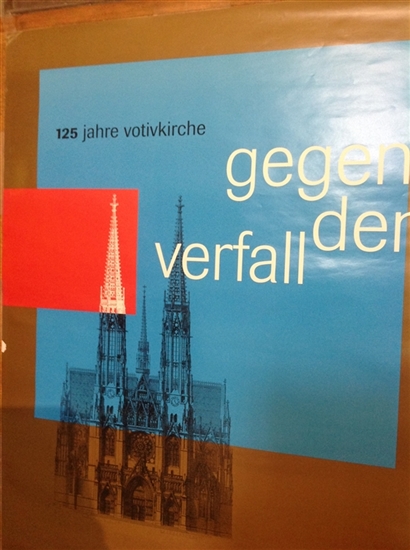 125 jahre votivkirche
gegen
den
verfall